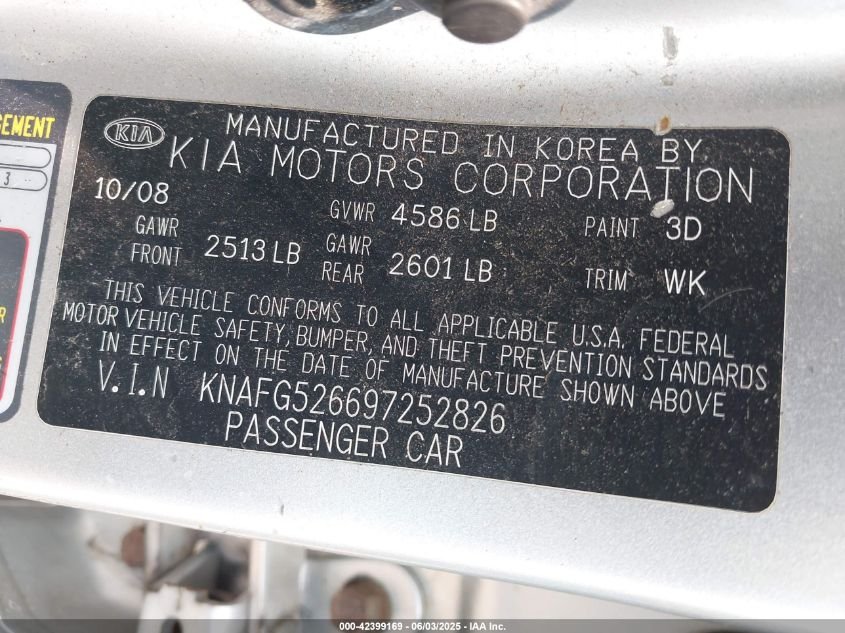 GEMENT
3
KIA
MANUFACTURED IN KOREA BY
KIA MOTORS CORPORATION
10/08 GVWR 4586 LB PAINT 3D
GAWR FRONT 2513 LB GAWR REAR 2601 LB TRIM WK
THIS VEHICLE CONFORMS TO ALL APPLICABLE U.S.A. FEDERAL
MOTOR VEHICLE SAFETY, BUMPER, AND THEFT PREVENTION STANDARDS
IN EFFECT ON THE DATE OF MANUFACTURE SHOWN ABOVE
V.I.N KNAFG526697252826
PASSENGER CAR
000-42399169 - 06/03/2025 - IAA Inc.